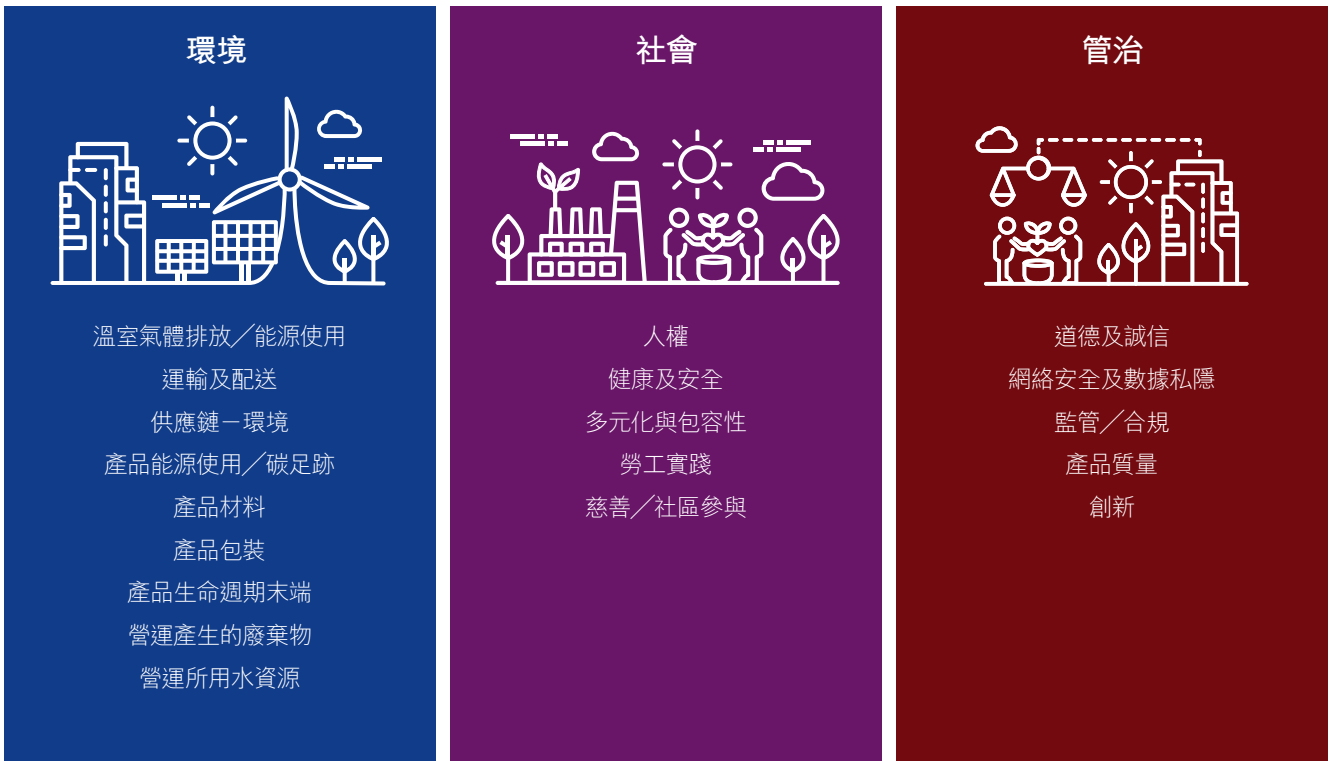 環境
溫室氣體排放╱能源使用
運輸及配送
供應鏈－環境
產品能源使用╱碳足跡
產品材料
產品包裝
產品生命週期末端
營運產生的廢棄物
營運所用水資源
社會
人權
健康及安全
多元化與包容性
勞工實踐
慈善╱社區參與
管治
道德及誠信
網絡安全及數據私隱
監管╱合規
產品質量
創新